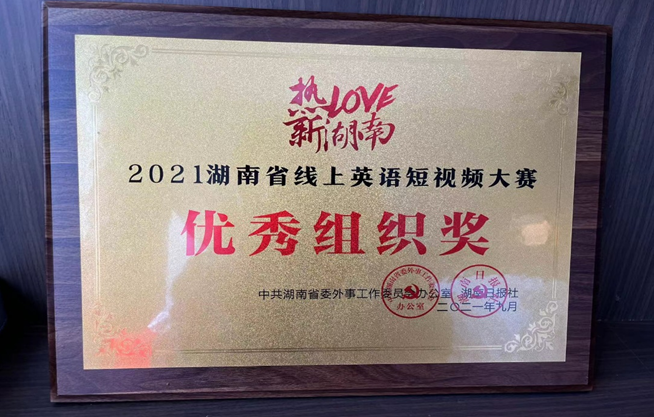 热LOVE
新湖南
2021湖南省线上英语短视频大赛
优秀组织奖
中共湖南省委外事工作委员会办公室 湖南日报社
二〇二一年九月
办公室